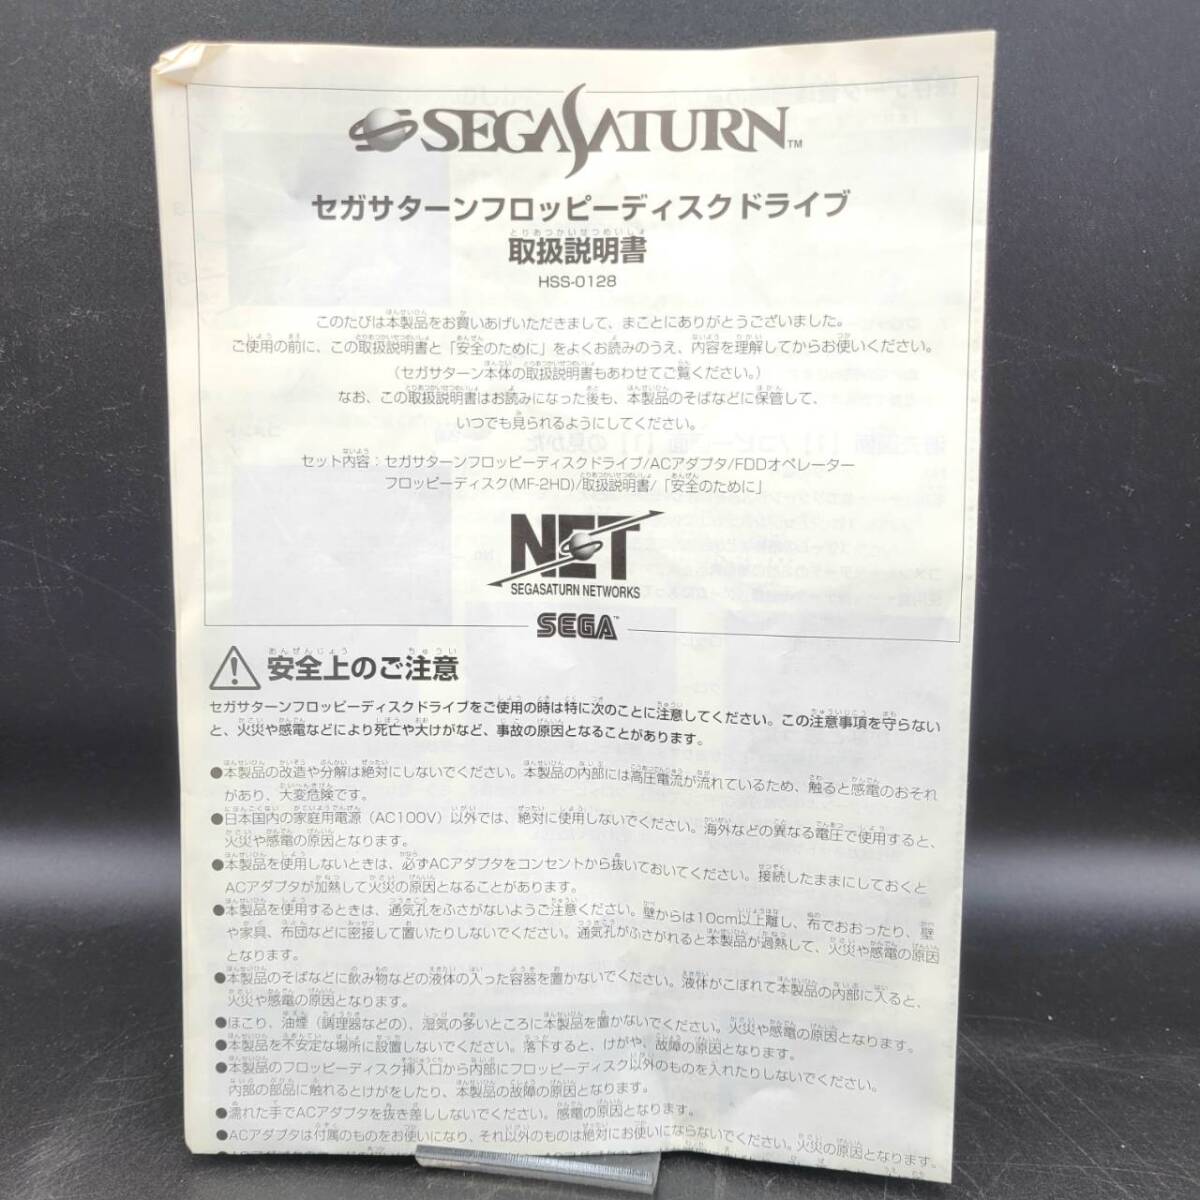 SEGASATURN™
セガサターンフロッピーディスクドライブ
とりあつかいせつめいしょ
取扱説明書
HSS-0128
このたびは本製品をお買いあげいただきまして、まことにありがとうございました。
ご使用の前に、この取扱説明書と「安全のために」をよくお読みのうえ、内容を理解してからお使いください。
(セガサターン本体の取扱説明書もあわせてご覧ください。)
なお、この取扱説明書はお読みになった後も、本製品のそばなどに保管して、
いつでも見られるようにしてください。
セット内容:セガサターンフロッピーディスクドライブ/ACアダプタ/FDDオペレーター
フロッピーディスク(MF-2HD)/取扱説明書/「安全のために」
NET
SEGASATURN NETWORKS
SEGA™
あんぜんじょう ちゅうい
安全上のご注意
セガサターンフロッピーディスクドライブをご使用の時は特に次のことに注意してください。この注意事項を守らない
と、火災や感電などにより死亡や大けがなど、事故の原因となることがあります。
●本製品の改造や分解は絶対にしないでください。本製品の内部には高圧電流が流れているため、触ると感電のおそれ
があり、大変危険です。
●日本国内の家庭用電源(AC100V)以外では、絶対に使用しないでください。海外などの異なる電圧で使用すると、
火災や感電の原因となります。
●本製品を使用しないときは、必ずACアダプタをコンセントから抜いておいてください。接続したままにしておくと
ACアダプタが加熱して火災の原因となることがあります。
●本製品を使用するときは、通気孔をふさがないようご注意ください。壁からは10cm以上離し、布でおおったり、壁
や家具、布団などに密接して置いたりしないでください。通気孔がふさがれると本製品が過熱して、火災や感電の原因
となります。
●本製品のそばなどに飲み物などの液体の入った容器を置かないでください。液体がこぼれて本製品の内部に入ると、
火災や感電の原因となります。
●ほこり、油煙(調理器などの)、湿気の多いところに本製品を置かないでください。火災や感電の原因となります。
●本製品を不安定な場所に設置しないでください。落下すると、けがや、故障の原因となります。
●本製品のフロッピーディスク挿入口から内部にフロッピーディスク以外のものを入れたりしないでください。
内部の部品に触れるとけがをしたり、本製品の故障の原因となります。
●濡れた手でACアダプタを抜き差ししないでください。感電の原因となります。
●ACアダプタは付属のものをお使いになり、それ以外のものは絶対にお使いにならないでください。火災の原因となります。